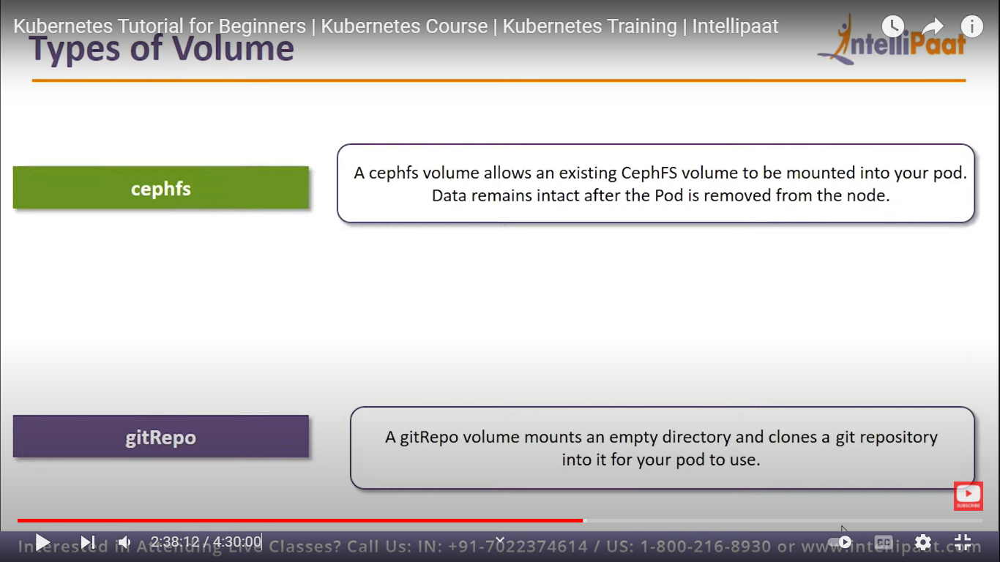 Kubernetes Tutorial for Beginners | Kubernetes Course | Kubernetes Training | Intellipaat
Types of Volume
IntelliPaat
cephfs
A cephfs volume allows an existing CephFS volume to be mounted into your pod.
Data remains intact after the Pod is removed from the node.
gitRepo
A gitRepo volume mounts an empty directory and clones a git repository
into it for your pod to use.
SUBSCRIBE
2:38:12 / 4:30:00
CC
Interested in Attending Live Classes? Call Us: IN: +91-7022374614 / US: 1-800-216-8930 or www.intellipaat.com